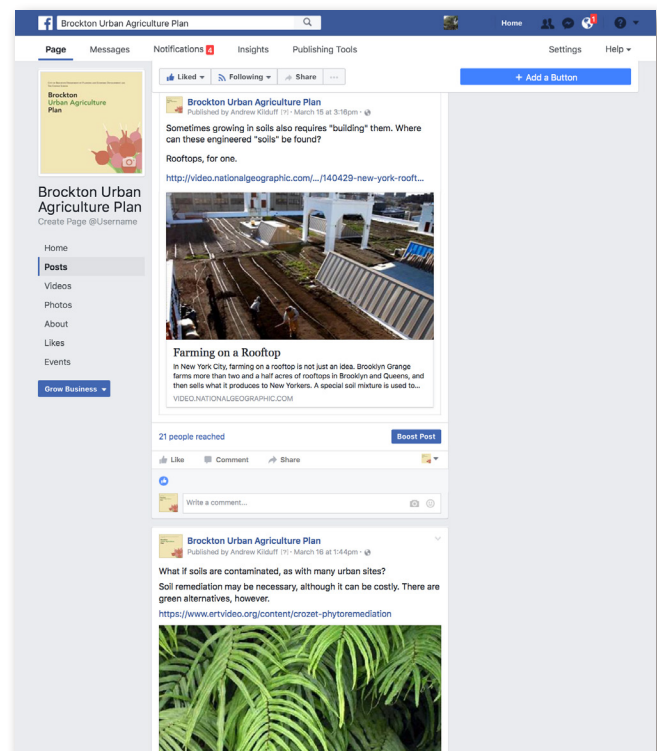 Brockton Urban Agriculture Plan
Home
1
Page
Messages
Notifications 4
Insights
Publishing Tools
Settings
Help
Liked
Following
Share
+ Add a Button
Brockton
Urban Agriculture
Plan
Brockton Urban
Agriculture Plan
Create Page @Username
Home
Posts
Videos
Photos
About
Likes
Events
Grow Business
Brockton Urban Agriculture Plan
Published by Andrew Kilduff [?] · March 15 at 3:16pm ·
Sometimes growing in soils also requires "building" them. Where
can these engineered "soils" be found?
Rooftops, for one.
http://video.nationalgeographic.com/.../140429-new-york-rooft...
Farming on a Rooftop
In New York City, farming on a rooftop is not just an idea. Brooklyn Grange
farms more than two and a half acres of rooftops in Brooklyn and Queens, and
then sells what it produces to New Yorkers. A special soil mixture is used to...
VIDEO.NATIONALGEOGRAPHIC.COM
21 people reached
Boost Post
Like
Comment
Share
Write a comment...
Brockton Urban Agriculture Plan
Published by Andrew Kilduff [?] · March 16 at 1:44pm ·
What if soils are contaminated, as with many urban sites?
Soil remediation may be necessary, although it can be costly. There are
green alternatives, however.
https://www.ertvideo.org/content/crozet-phytoremediation